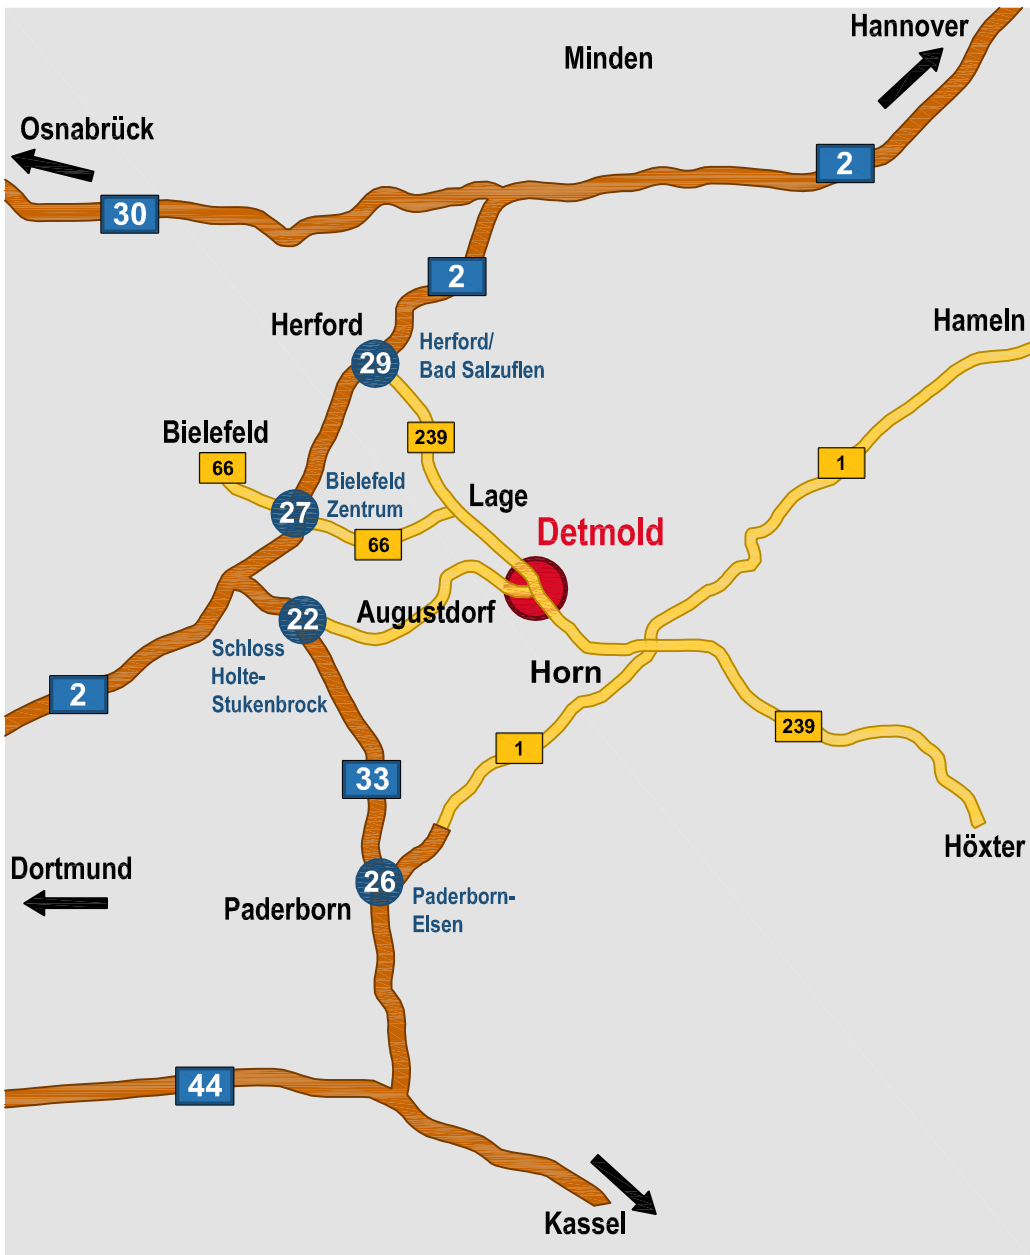 Hannover
Minden
Osnabrück
2
30
2
Herford
Hameln
Herford/
Bad Salzuflen
29
239
Bielefeld
66
1
Bielefeld
Zentrum
Lage
27
66
Detmold
22
Augustdorf
Schloss
Holte-
Stukenbrock
Horn
2
239
1
33
Höxter
Dortmund
26
Paderborn
Paderborn-
Elsen
44
Kassel